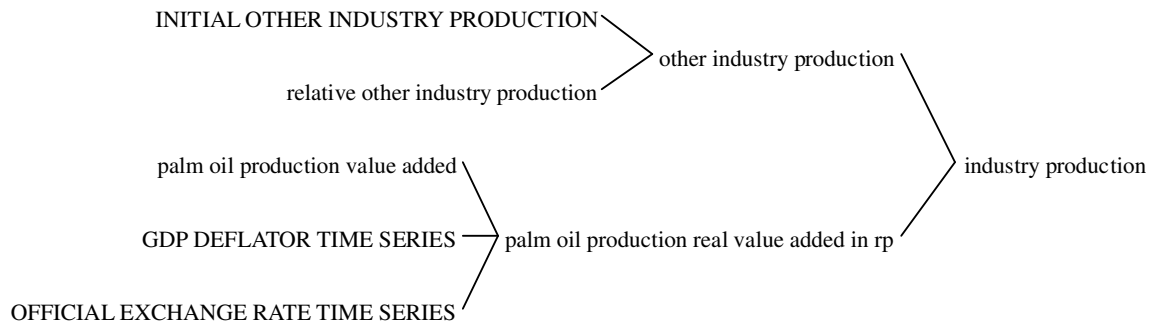 INITIAL OTHER INDUSTRY PRODUCTION
other industry production
relative other industry production
palm oil production value added
industry production
GDP DEFLATOR TIME SERIES
palm oil production real value added in rp
OFFICIAL EXCHANGE RATE TIME SERIES